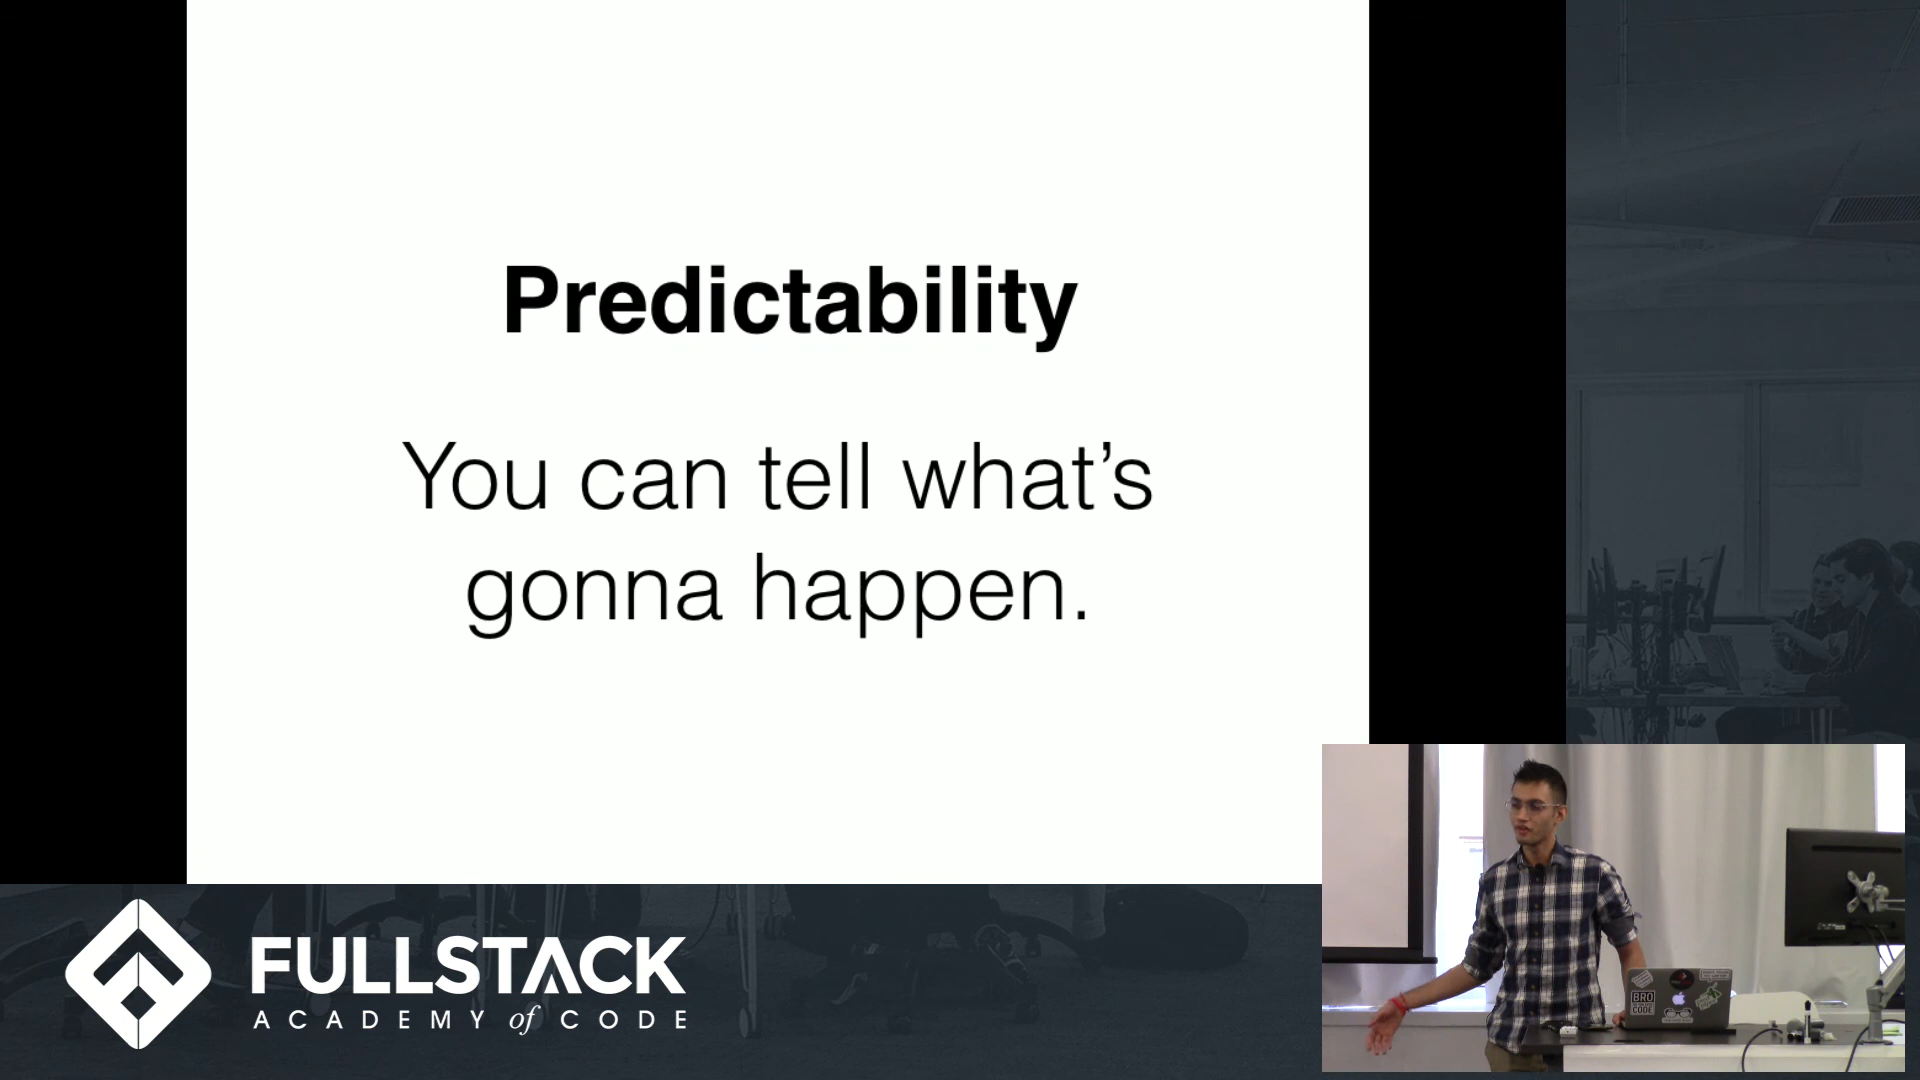 Predictability
You can tell what’s
gonna happen.
FULLSTACK
ACADEMY of CODE
BRO
CODE